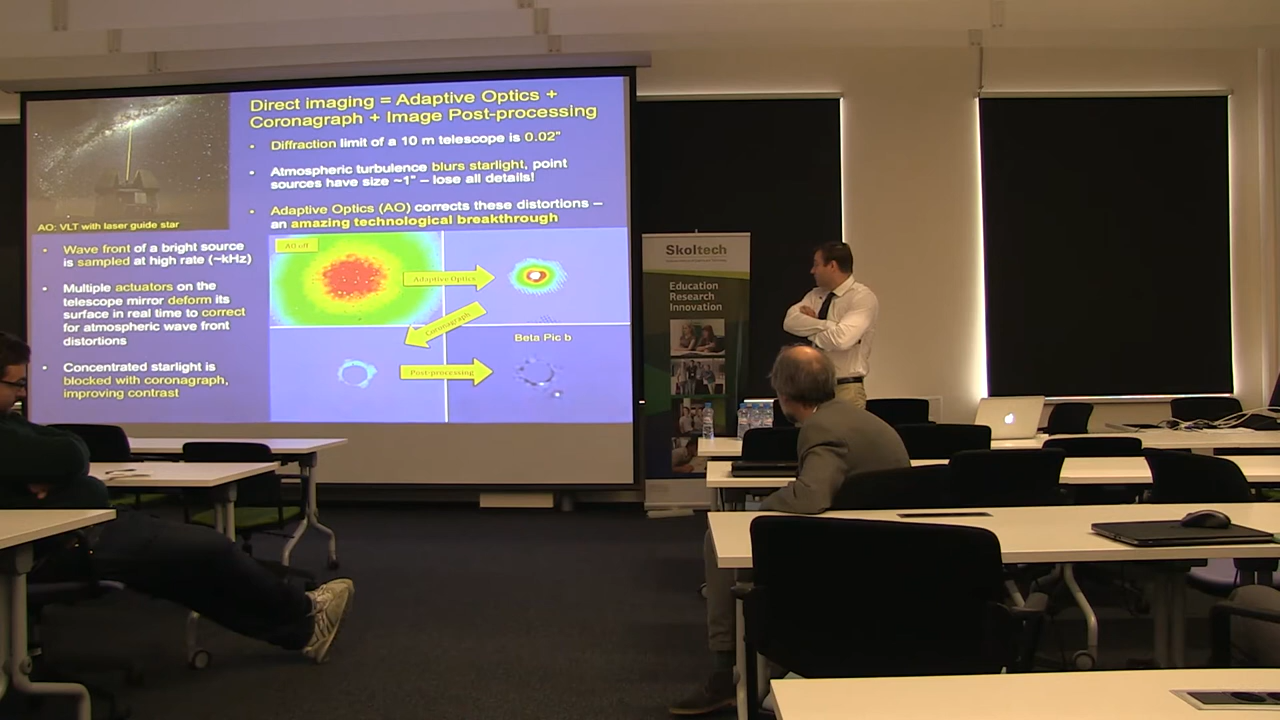 Direct imaging = Adaptive Optics +
Coronagraph + Image Post-processing
• Diffraction limit of a 10 m telescope is 0.02"
• Atmospheric turbulence blurs starlight, point
sources have size ~1" – lose all details!
• Adaptive Optics (AO) corrects these distortions –
an amazing technological breakthrough
AO: VLT with laser guide star
• Wave front of a bright source
is sampled at high rate (~kHz)
• Multiple actuators on the
telescope mirror deform its
surface in real time to correct
for atmospheric wave front
distortions
• Concentrated starlight is
blocked with coronagraph,
improving contrast
AO off
Adaptive Optics
Coronagraph
Beta Pic b
Post-processing
Skoltech
Education
Research
Innovation